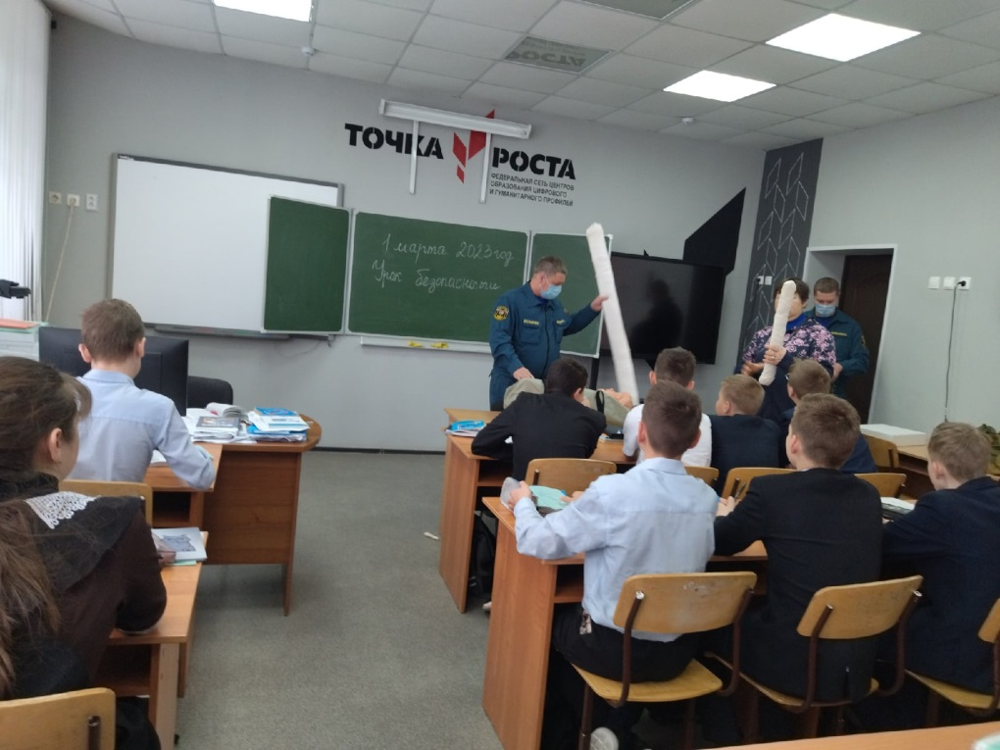 ТОЧКА РОСТА
ФЕДЕРАЛЬНАЯ СЕТЬ ЦЕНТРОВ
ОБРАЗОВАНИЯ ЦИФРОВОГО
И ГУМАНИТАРНОГО ПРОФИЛЕЙ
1 марта 2023 год
Урок безопасности